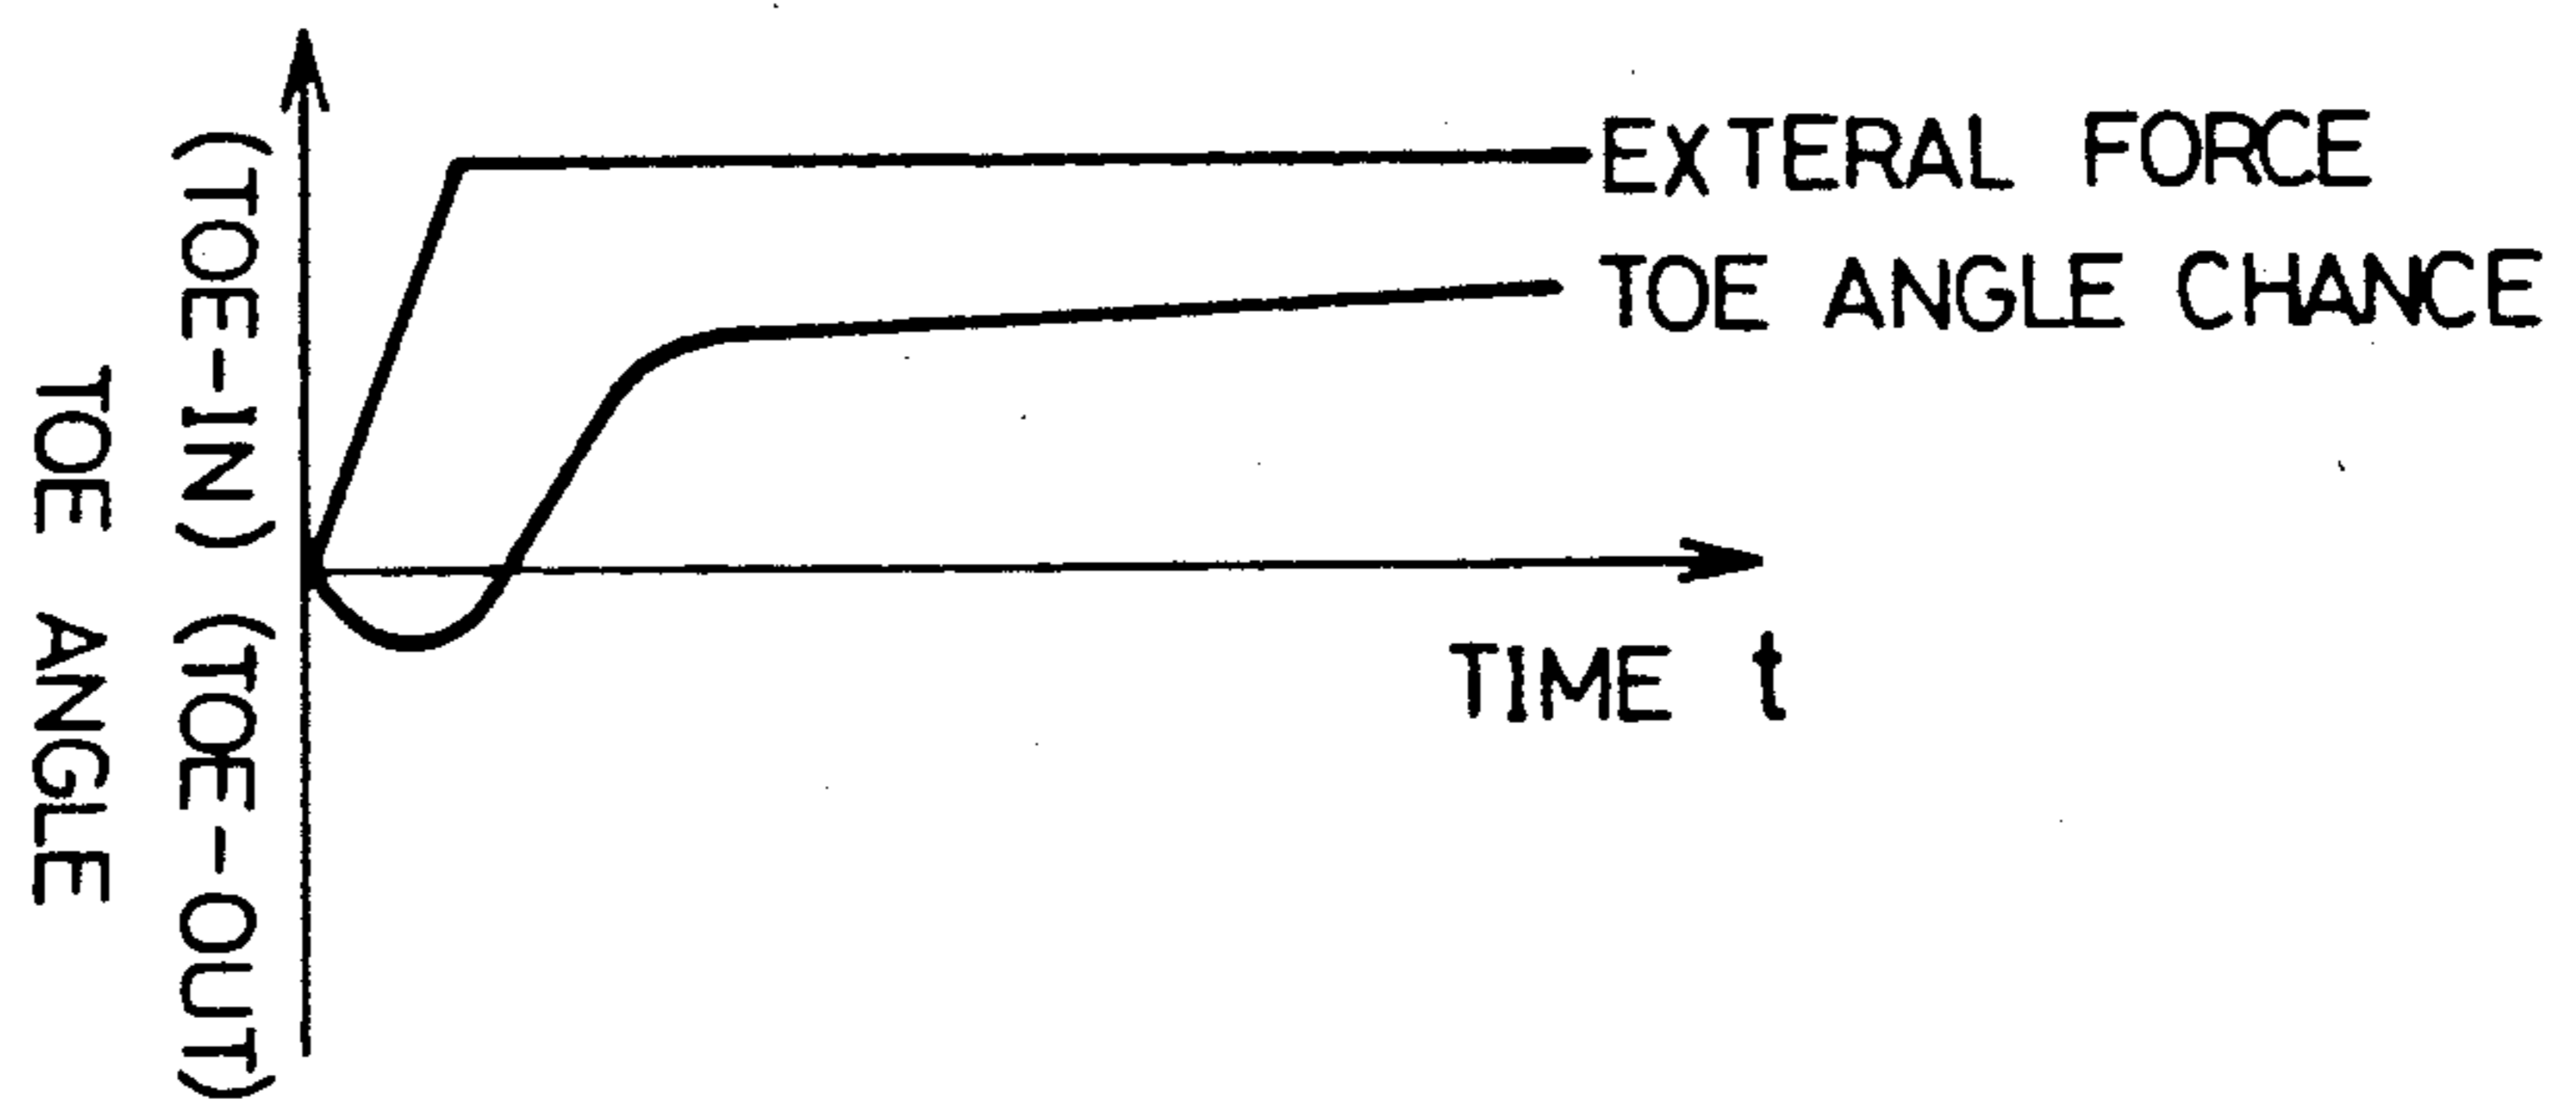 EXTERAL FORCE
TOE ANGLE CHANCE
(TOE-IN) (TOE-OUT)
TOE ANGLE
TIME t